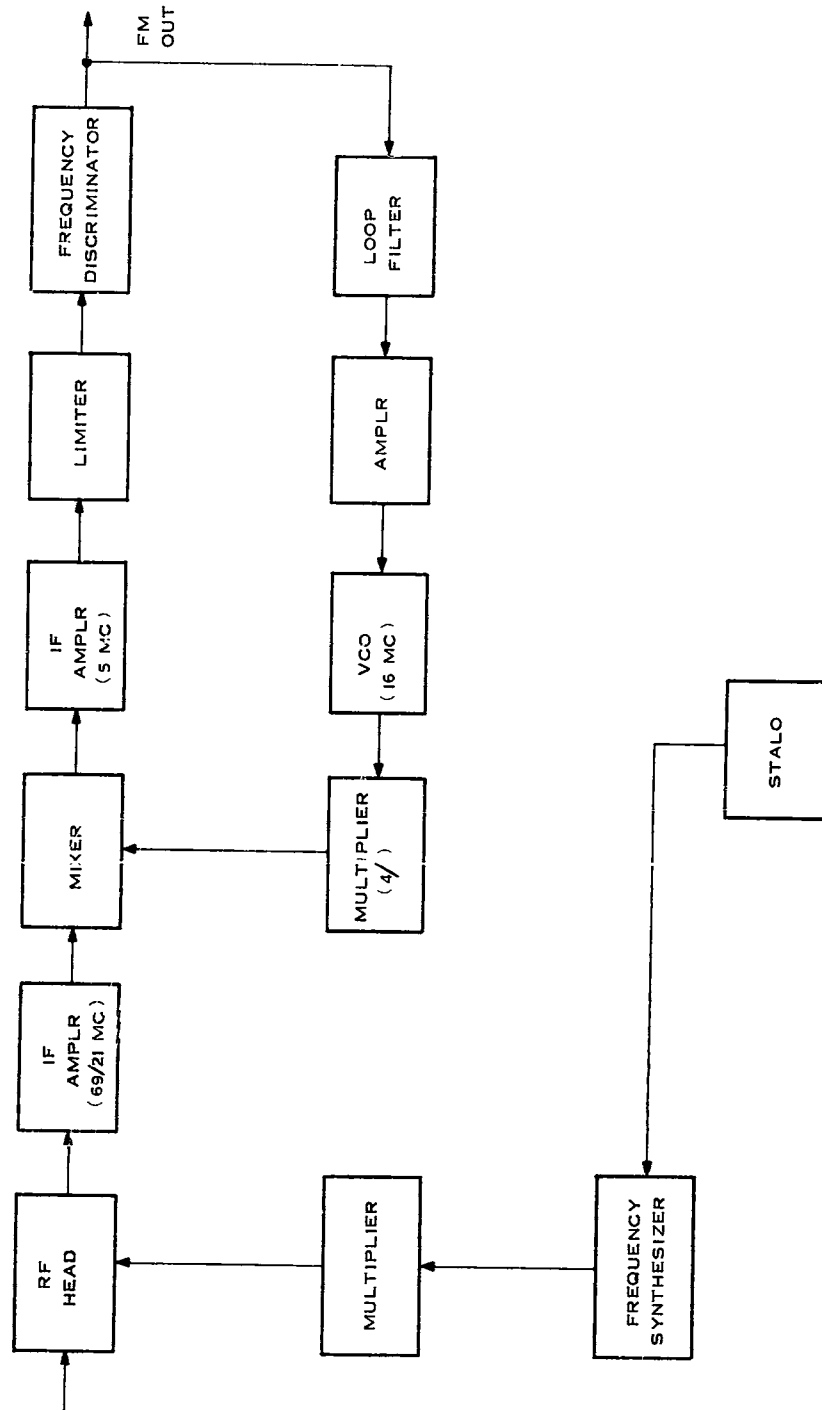 RF
HEAD
IF
AMPLR
(69/21 MC)
MIXER
IF
AMPLR
(5 MC)
LIMITER
FREQUENCY
DISCRIMINATOR
FM
OUT
MULTIPLIER
MULTIPLIER
(4/)
VCO
(16 MC)
AMPLR
LOOP
FILTER
FREQUENCY
SYNTHESIZER
STALO